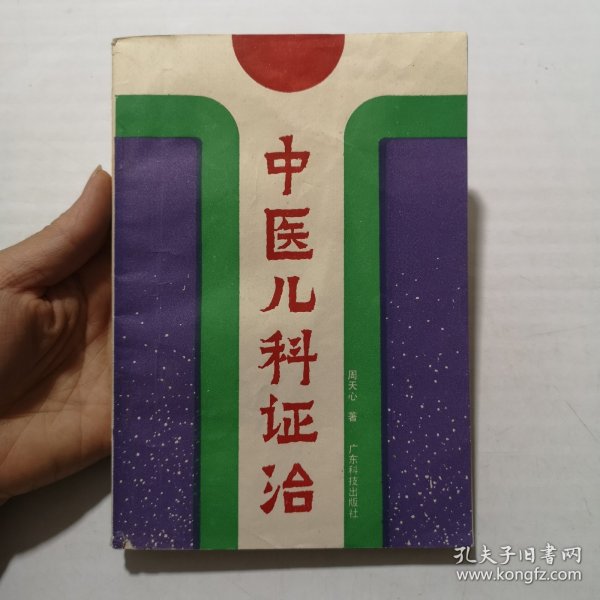 中医儿科证治
周天心 著
广东科技出版社
孔夫子旧书网
www.kongfz.com